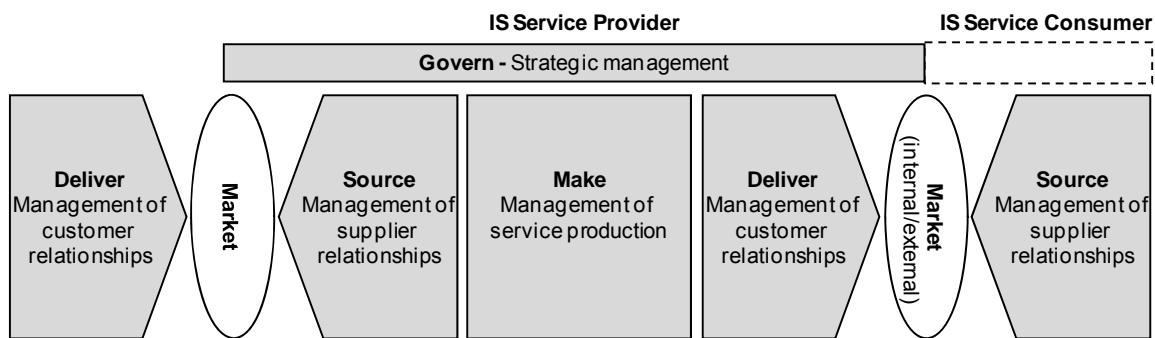 IS Service Provider
IS Service Consumer
Govern - Strategic management
Deliver
Management of
customer
relationships
Market
Source
Management of
supplier
relationships
Make
Management of
service production
Deliver
Management of
customer
relationships
Market
(internal/external)
Source
Management of
supplier
relationships